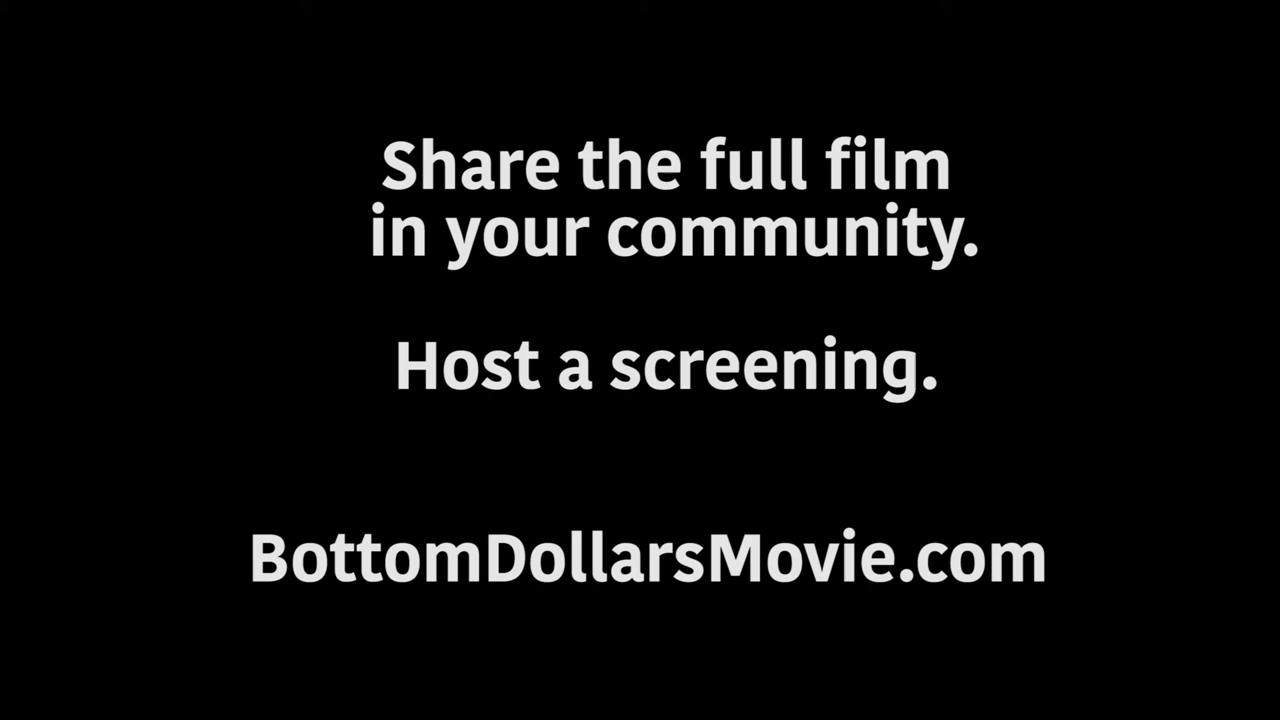 Share the full film
in your community.
Host a screening.
BottomDollarsMovie.com